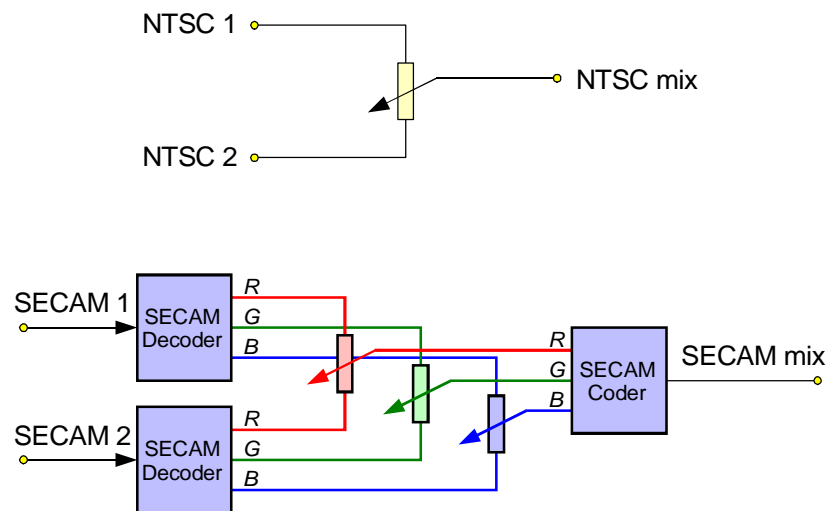 NTSC 1
NTSC mix
NTSC 2
SECAM 1
SECAM
Decoder
R
G
B
R
G
B
SECAM
Coder
SECAM mix
SECAM 2
SECAM
Decoder
R
G
B